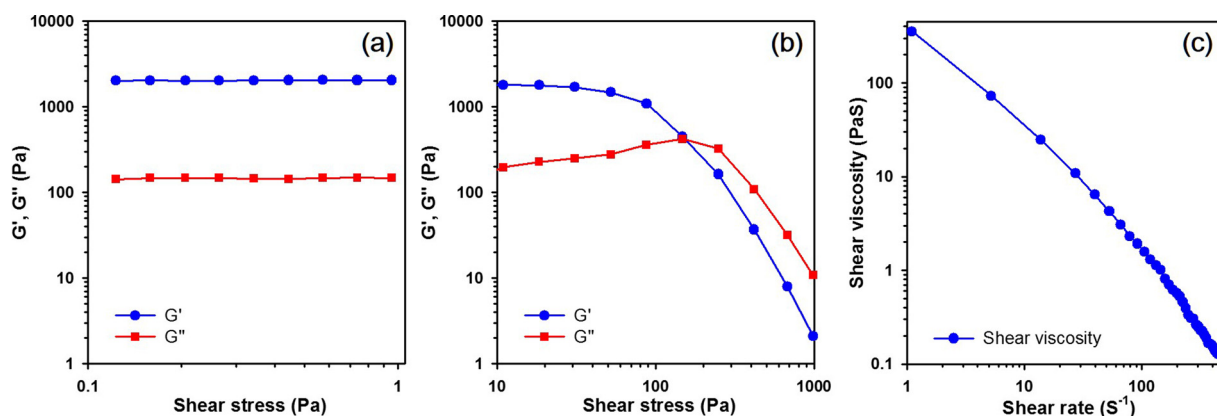 (a)
10000
1000
100
10
1
G', G" (Pa)
G'
G"
0.1
1
Shear stress (Pa)
(b)
10000
1000
100
10
1
G', G" (Pa)
G'
G"
10
100
1000
Shear stress (Pa)
(c)
100
10
1
0.1
Shear viscosity (PaS)
Shear viscosity
1
10
100
Shear rate (S⁻¹)